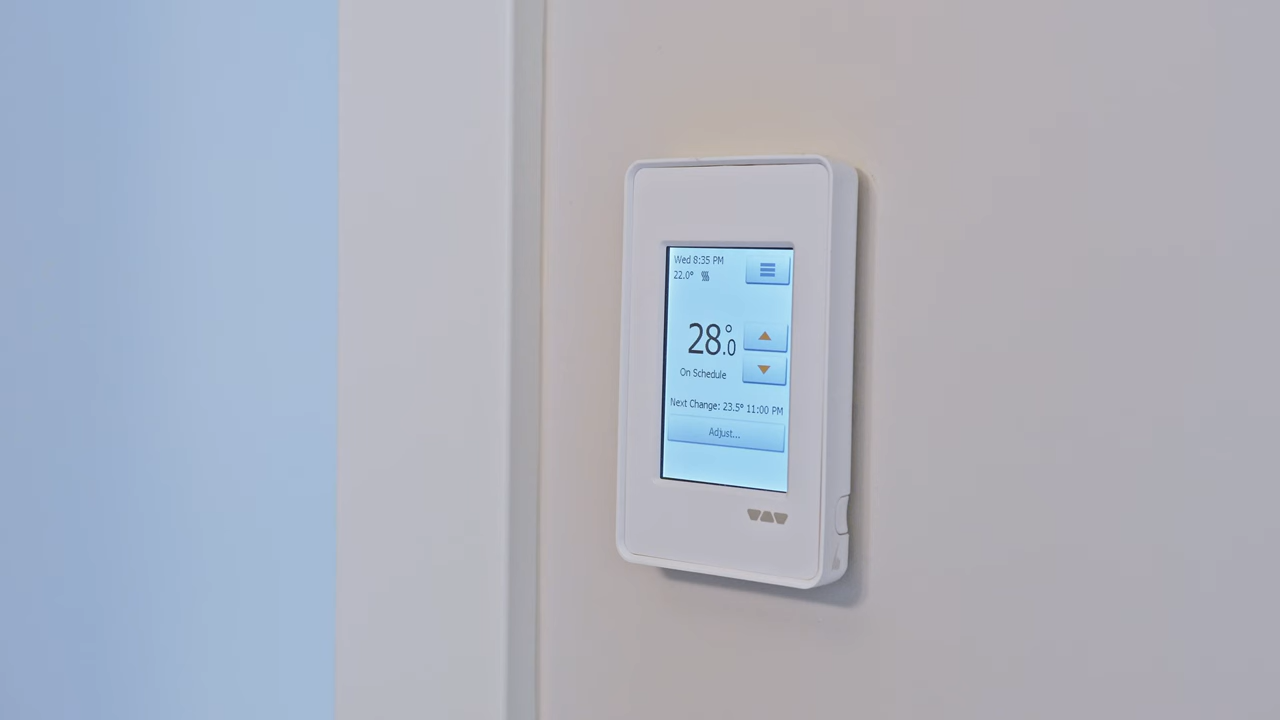 Wed 8:35 PM
22.0°
28.0°
On Schedule
Next Change: 23.5° 11:00 PM
Adjust...